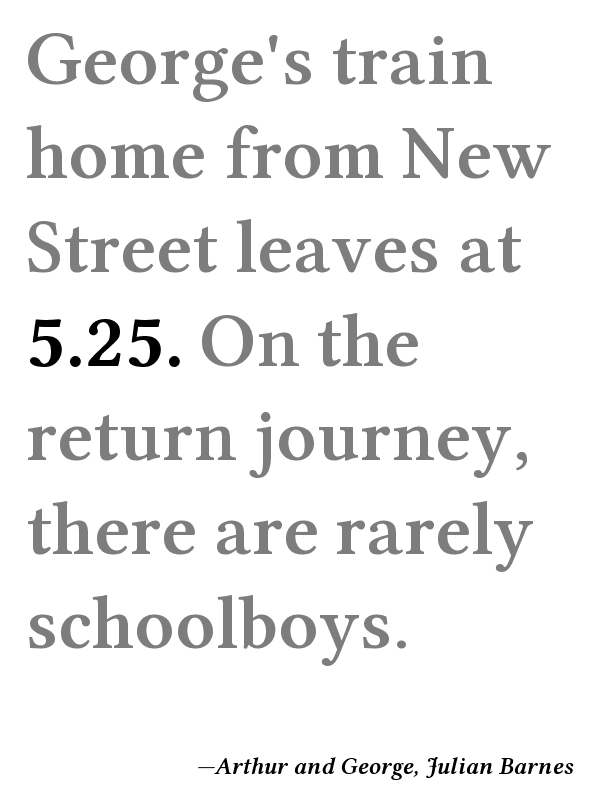 George's train
home from New
Street leaves at
5.25. On the
return journey,
there are rarely
schoolboys.
—Arthur and George, Julian Barnes